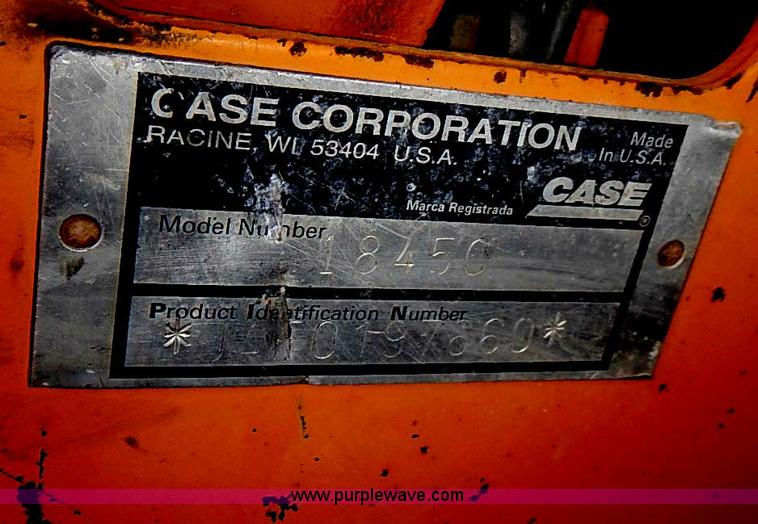 CASE CORPORATION
RACINE, WI 53404 U.S.A.
Made
In U.S.A.
CASE
®
Marca Registrada
Model Number
1845C
Product Identification Number
www.purplewave.com